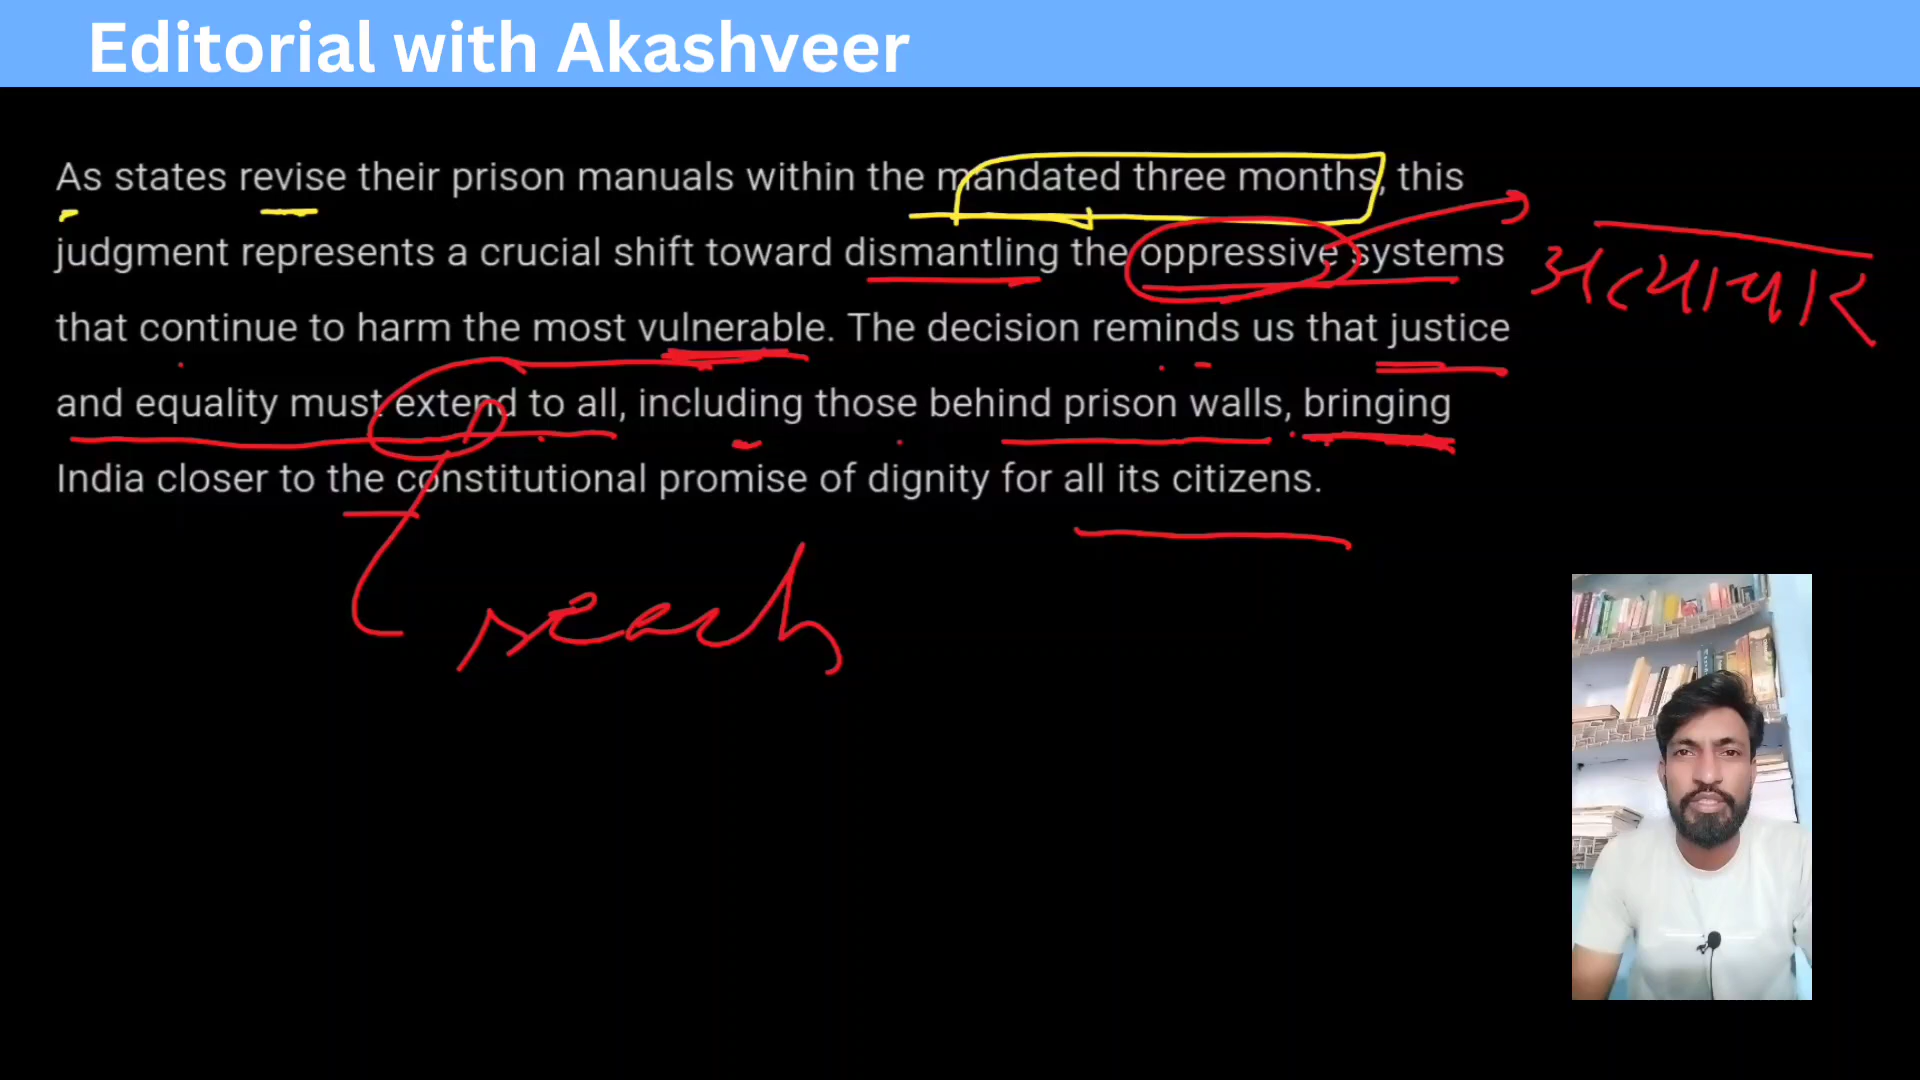 Editorial with Akashveer
As states revise their prison manuals within the mandated three months, this
judgment represents a crucial shift toward dismantling the oppressive systems
अत्याचार
that continue to harm the most vulnerable. The decision reminds us that justice
and equality must extend to all, including those behind prison walls, bringing
India closer to the constitutional promise of dignity for all its citizens.
reach